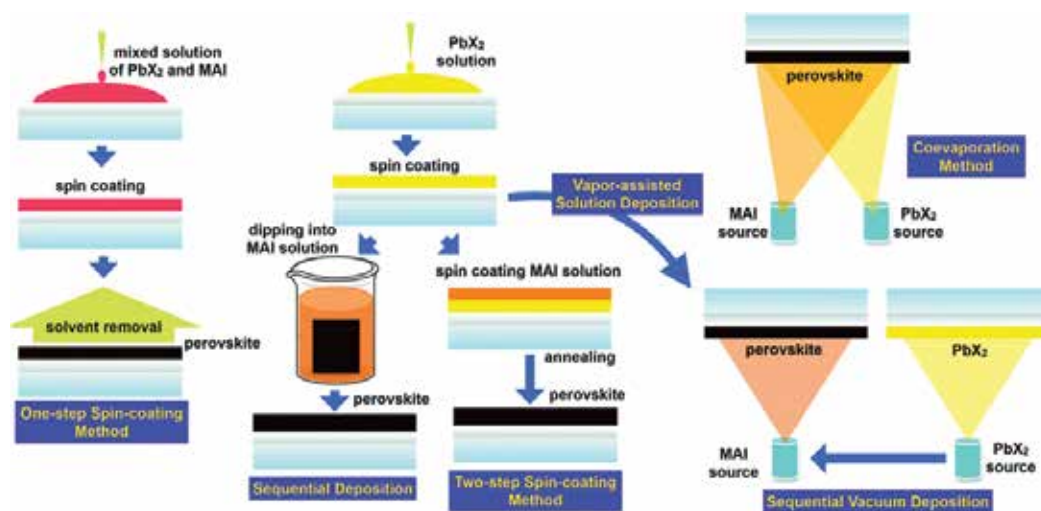 mixed solution
of PbX₂ and MAI
spin coating
solvent removal
perovskite
One-step Spin-coating
Method
PbX₂
solution
spin coating
dipping into
MAI solution
perovskite
Sequential Deposition
spin coating MAI solution
annealing
perovskite
Two-step Spin-coating
Method
Vapor-assisted
Solution Deposition
perovskite
MAI
source
PbX₂
source
Coevaporation
Method
perovskite
PbX₂
MAI
source
PbX₂
source
Sequential Vacuum Deposition